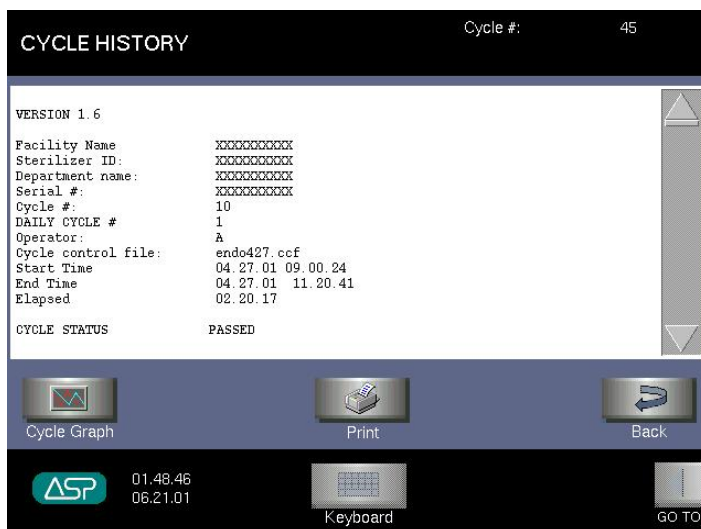 CYCLE HISTORY
Cycle #: 45
VERSION 1.6
Facility Name XXXXXXXXXX
Sterilizer ID: XXXXXXXXXX
Department name: XXXXXXXXXX
Serial #: XXXXXXXXXX
Cycle #: 10
DAILY CYCLE # 1
Operator: A
Cycle control file: endo427.ccf
Start Time 04.27.01 09.00.24
End Time 04.27.01 11.20.41
Elapsed 02.20.17
CYCLE STATUS PASSED
Cycle Graph
Print
Back
ASP
01.48.46
06.21.01
Keyboard
GO TO